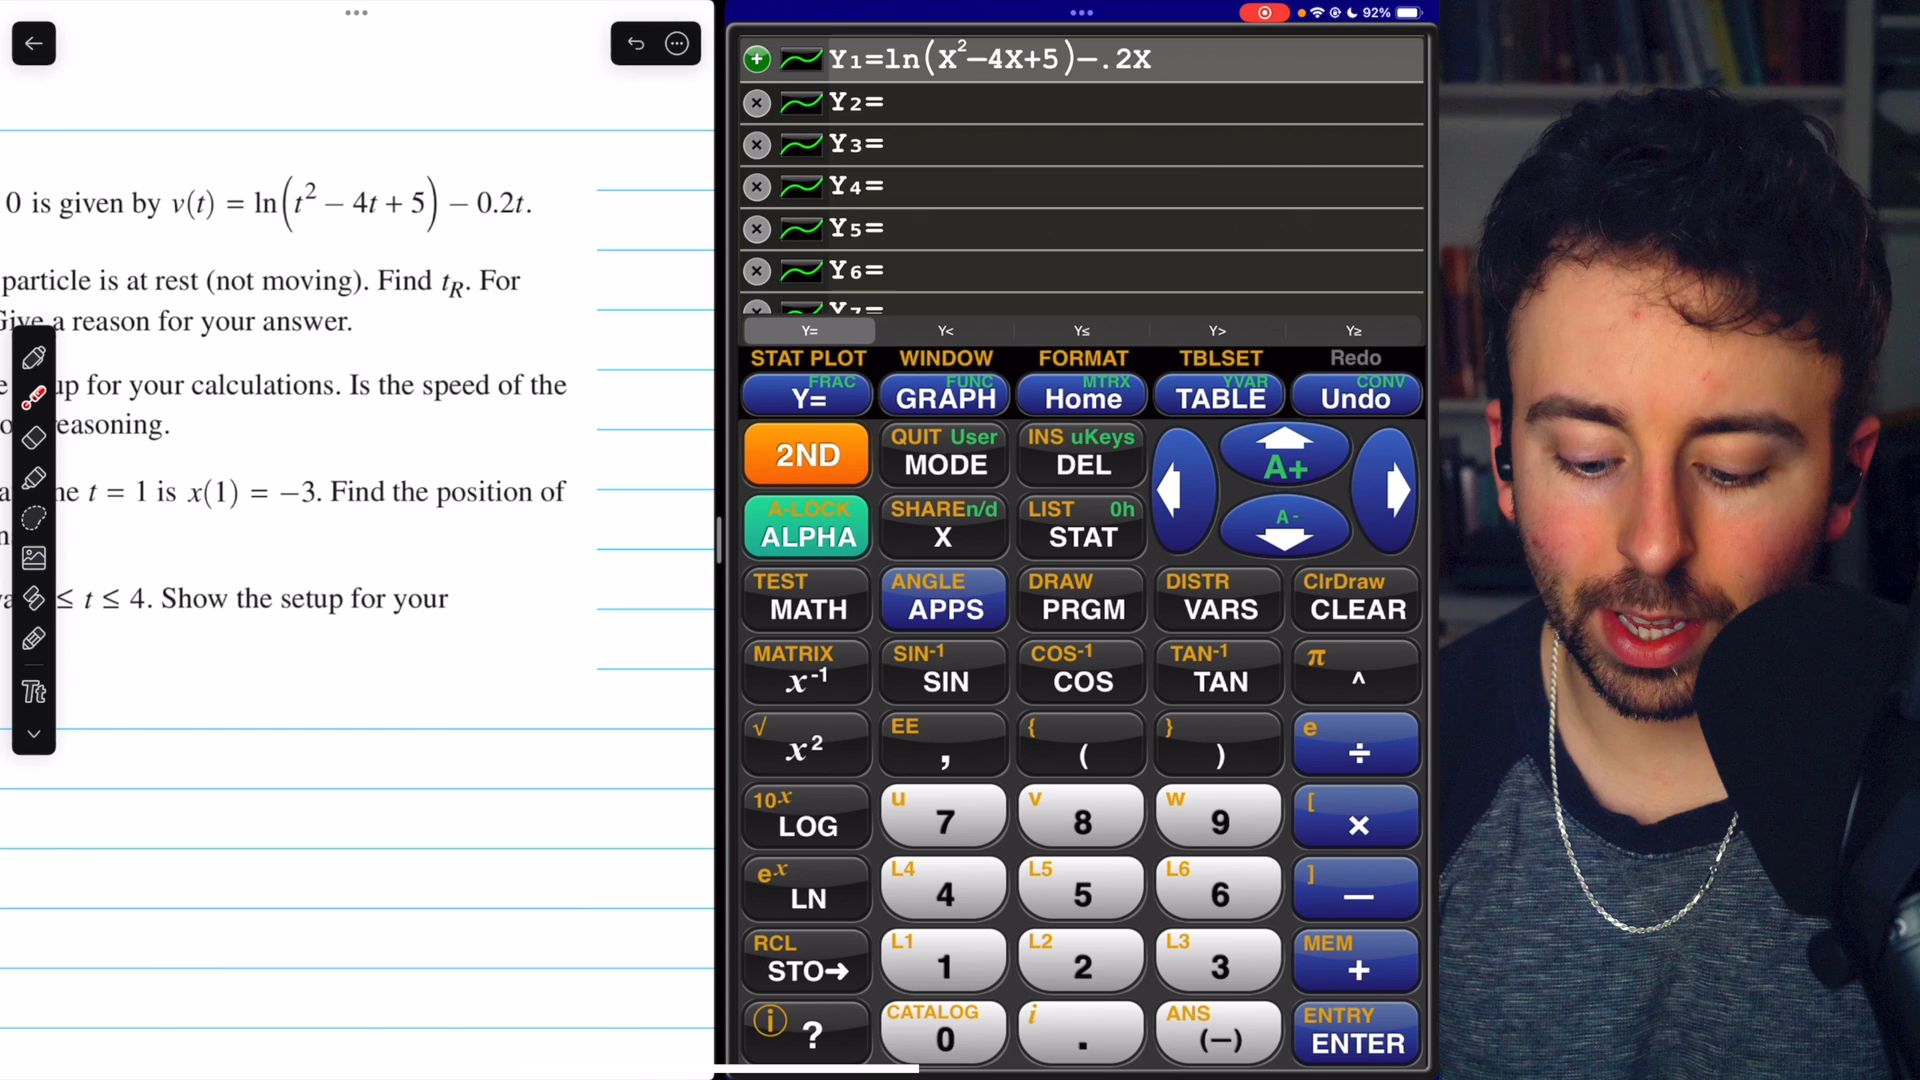 0 is given by v(t) = ln(t² − 4t + 5) − 0.2t.
particle is at rest (not moving). Find t_R. For
Give a reason for your answer.
up for your calculations. Is the speed of the
easoning.
ne t = 1 is x(1) = −3. Find the position of
≤ t ≤ 4. Show the setup for your
Tt
92%
Y1=ln(X²−4X+5)−.2X
Y2=
Y3=
Y4=
Y5=
Y6=
Y7=
Y= Y< Y≤ Y> Y≥
STAT PLOT WINDOW FORMAT TBLSET Redo
FRAC FUNC MTRX YVAR CONV
Y= GRAPH Home TABLE Undo
2ND QUIT User MODE INS uKeys DEL A+
A-LOCK ALPHA SHARE n/d X LIST 0h STAT A-
TEST ANGLE DRAW DISTR ClrDraw
MATH APPS PRGM VARS CLEAR
MATRIX SIN⁻¹ COS⁻¹ TAN⁻¹ π
x⁻¹ SIN COS TAN ^
√ EE { } e
x² , ( ) ÷
10ˣ u v w [
LOG 7 8 9 ×
eˣ L4 L5 L6 ]
LN 4 5 6 —
RCL L1 L2 L3 MEM
STO➔ 1 2 3 +
i CATALOG i ANS ENTRY
? 0 . (—) ENTER